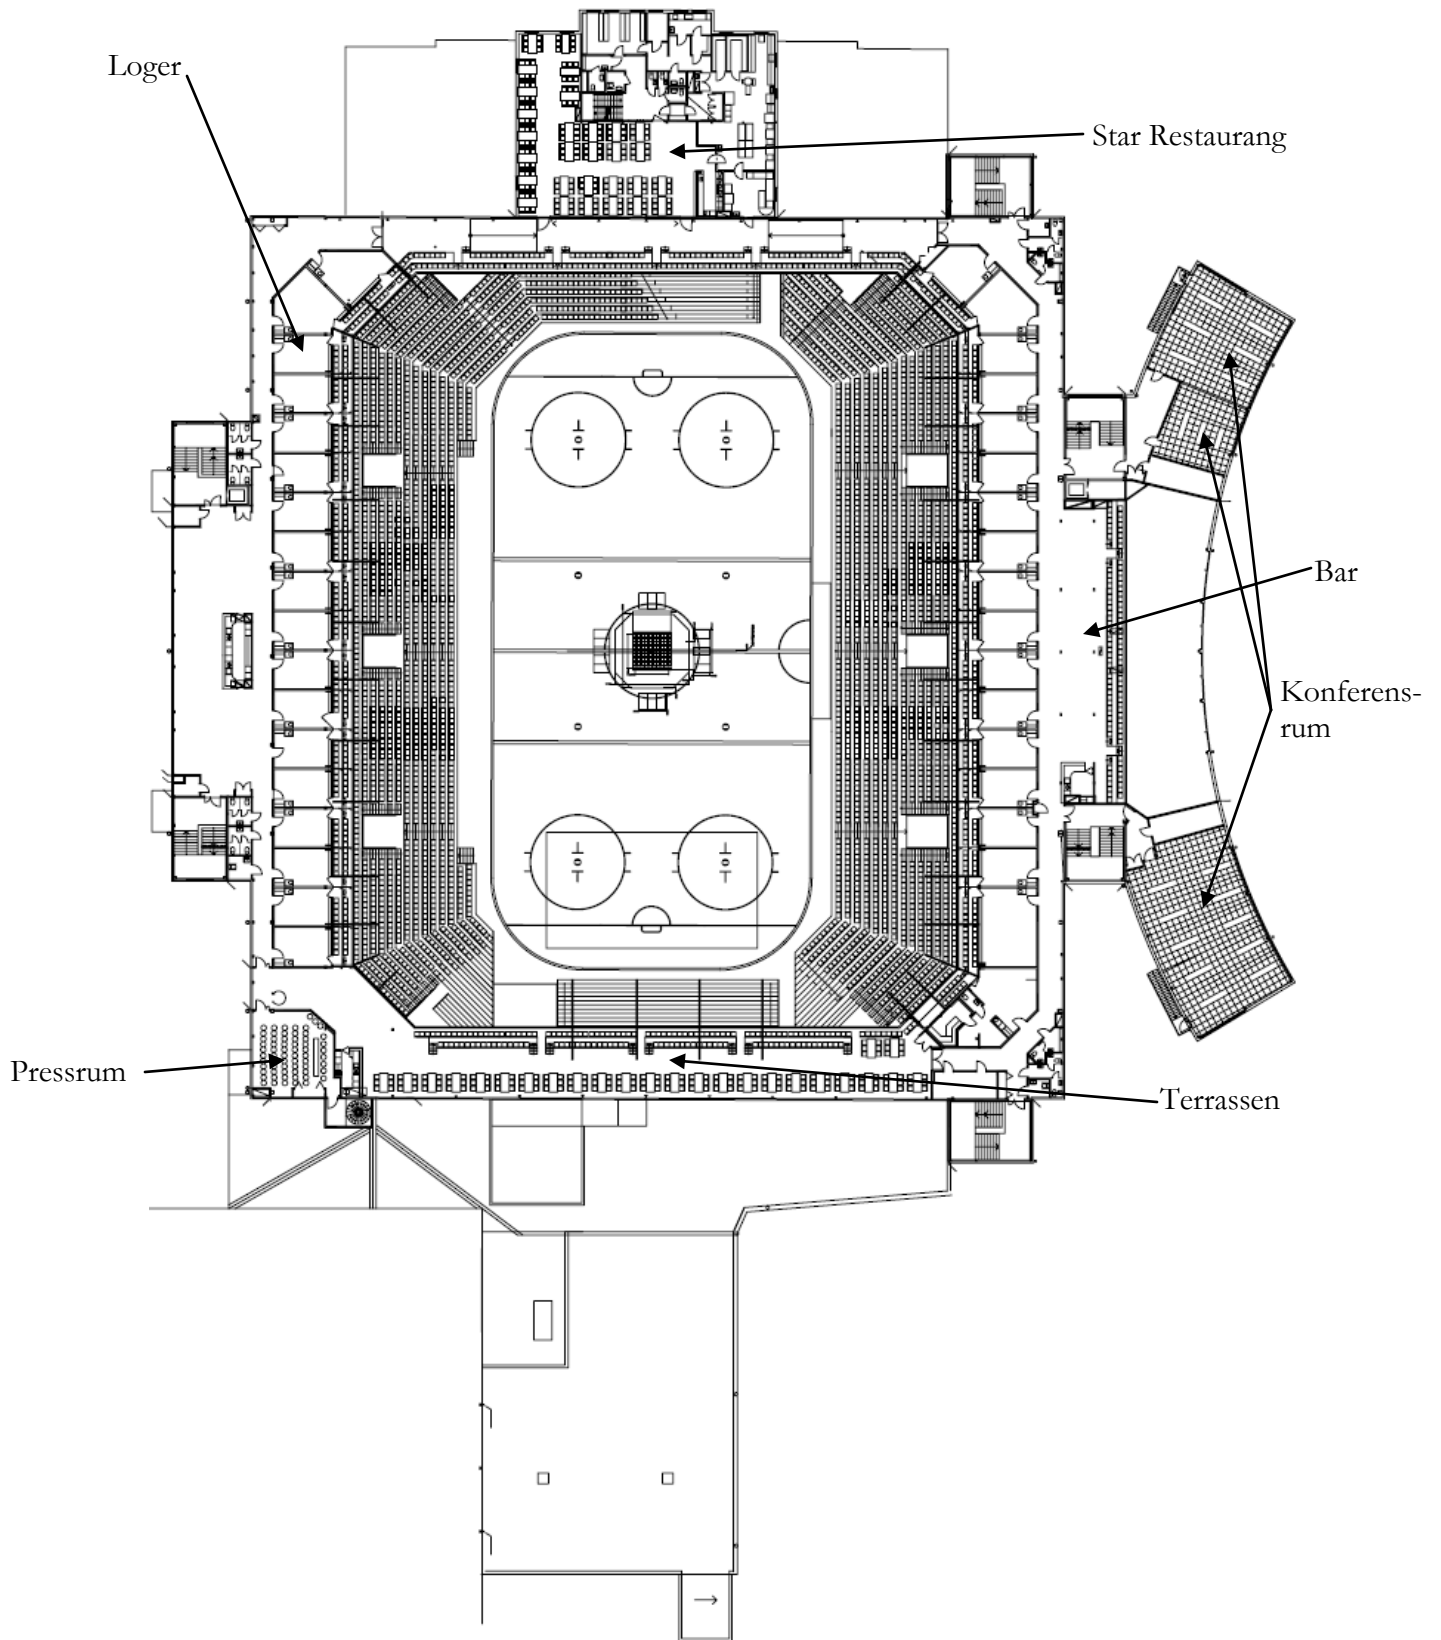 Loger
Star Restaurang
Bar
Konferens-
rum
Pressrum
Terrassen